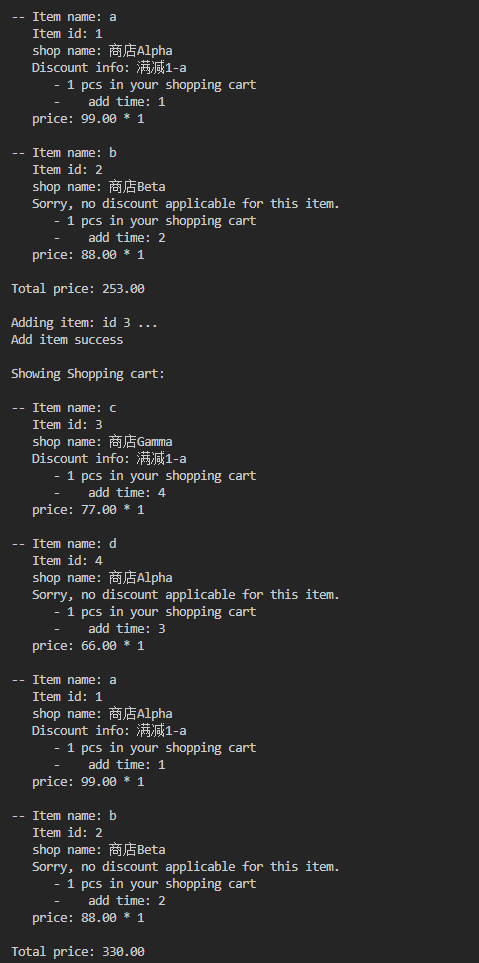 -- Item name: a
Item id: 1
shop name: 商店Alpha
Discount info: 满减1-a
- 1 pcs in your shopping cart
-    add time: 1
price: 99.00 * 1
-- Item name: b
Item id: 2
shop name: 商店Beta
Sorry, no discount applicable for this item.
- 1 pcs in your shopping cart
-    add time: 2
price: 88.00 * 1
Total price: 253.00
Adding item: id 3 ...
Add item success
Showing Shopping cart:
-- Item name: c
Item id: 3
shop name: 商店Gamma
Discount info: 满减1-a
- 1 pcs in your shopping cart
-    add time: 4
price: 77.00 * 1
-- Item name: d
Item id: 4
shop name: 商店Alpha
Sorry, no discount applicable for this item.
- 1 pcs in your shopping cart
-    add time: 3
price: 66.00 * 1
-- Item name: a
Item id: 1
shop name: 商店Alpha
Discount info: 满减1-a
- 1 pcs in your shopping cart
-    add time: 1
price: 99.00 * 1
-- Item name: b
Item id: 2
shop name: 商店Beta
Sorry, no discount applicable for this item.
- 1 pcs in your shopping cart
-    add time: 2
price: 88.00 * 1
Total price: 330.00